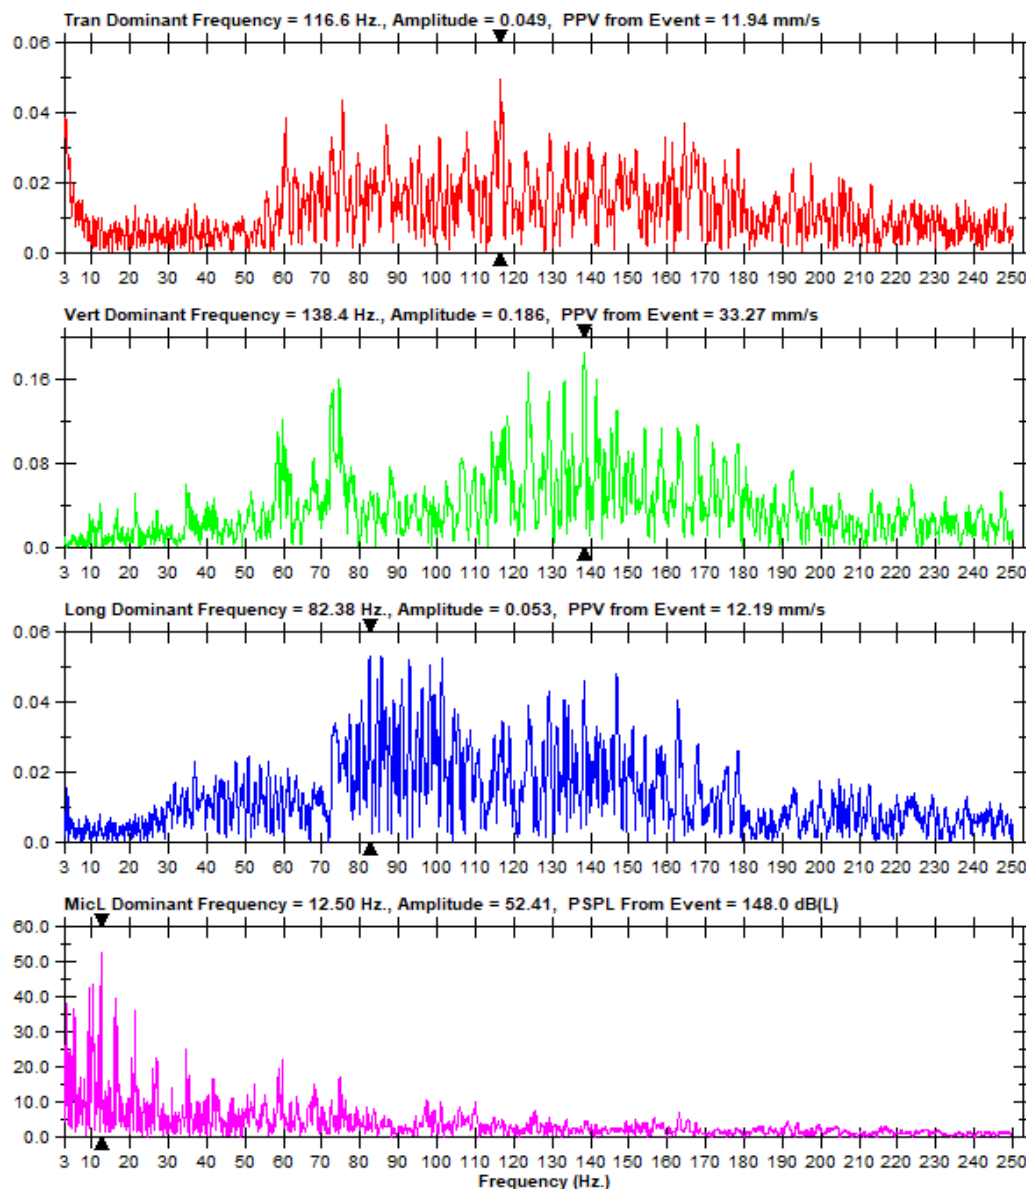 Tran Dominant Frequency = 116.6 Hz., Amplitude = 0.049, PPV from Event = 11.94 mm/s
0.06
0.04
0.02
0.0
3 10 20 30 40 50 60 70 80 90 100 110 120 130 140 150 160 170 180 190 200 210 220 230 240 250
Vert Dominant Frequency = 138.4 Hz., Amplitude = 0.186, PPV from Event = 33.27 mm/s
0.16
0.08
0.0
3 10 20 30 40 50 60 70 80 90 100 110 120 130 140 150 160 170 180 190 200 210 220 230 240 250
Long Dominant Frequency = 82.38 Hz., Amplitude = 0.053, PPV from Event = 12.19 mm/s
0.06
0.04
0.02
0.0
3 10 20 30 40 50 60 70 80 90 100 110 120 130 140 150 160 170 180 190 200 210 220 230 240 250
MicL Dominant Frequency = 12.50 Hz., Amplitude = 52.41, PSPL From Event = 148.0 dB(L)
60.0
50.0
40.0
30.0
20.0
10.0
0.0
3 10 20 30 40 50 60 70 80 90 100 110 120 130 140 150 160 170 180 190 200 210 220 230 240 250
Frequency (Hz.)